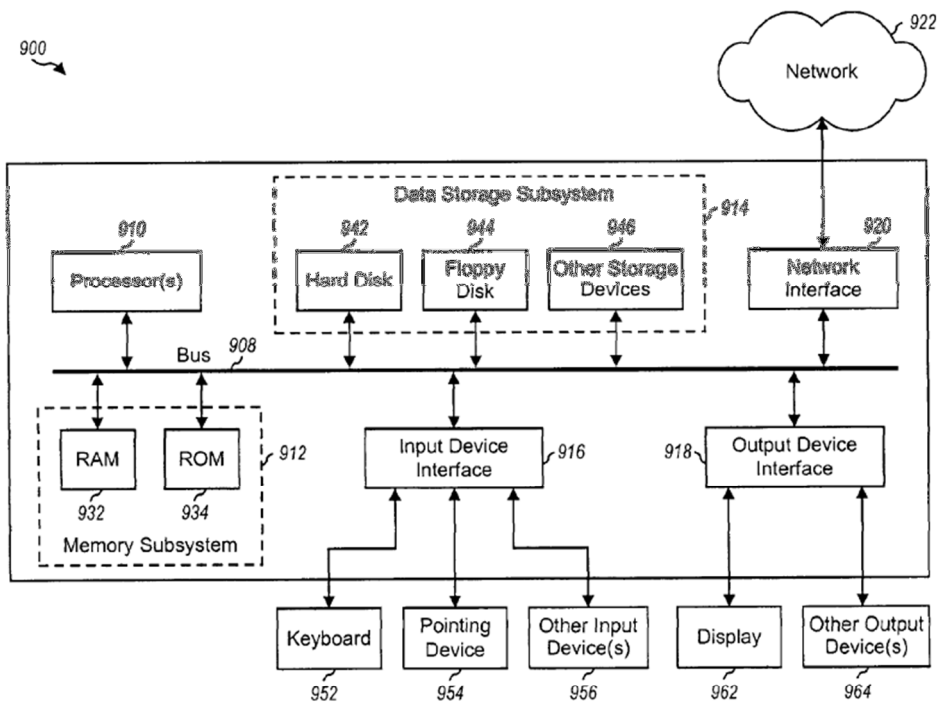 900
922
Network
Data Storage Subsystem
914
910
942
944
946
920
Processor(s)
Hard Disk
Floppy
Disk
Other Storage
Devices
Network
Interface
Bus
908
RAM
ROM
912
932
934
Memory Subsystem
Input Device
Interface
916
918
Output Device
Interface
Keyboard
Pointing
Device
Other Input
Device(s)
Display
Other Output
Device(s)
952
954
956
962
964